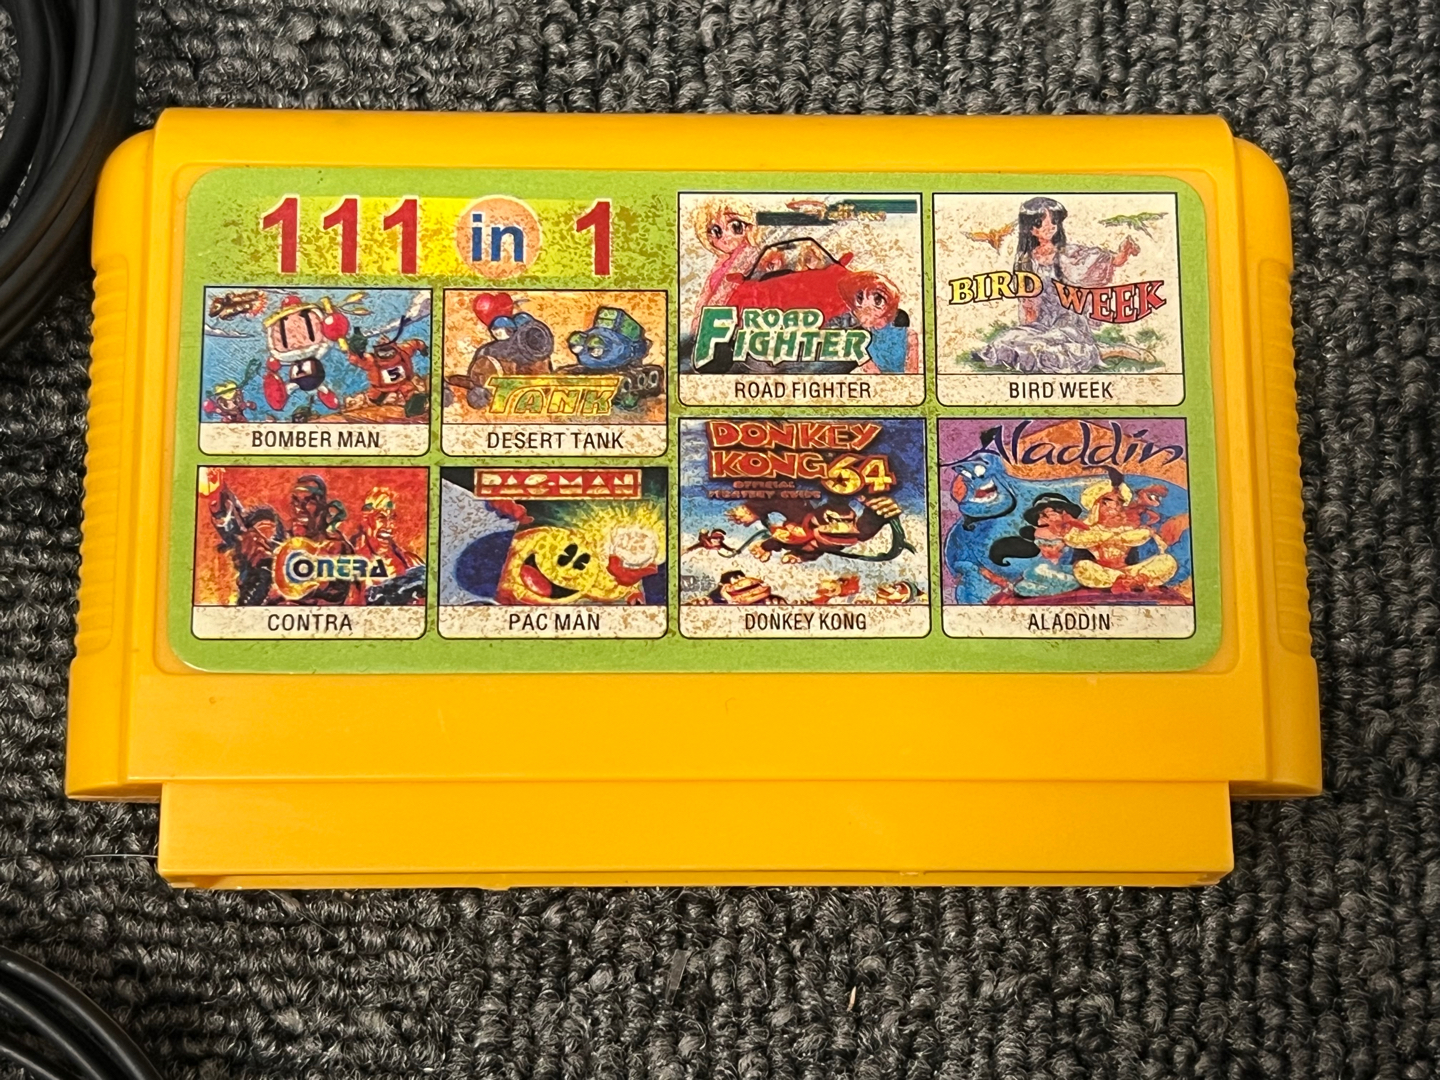 111 in 1
BOMBER MAN
TANK
DESERT TANK
ROAD
FIGHTER
ROAD FIGHTER
BIRD WEEK
BIRD WEEK
CONTRA
CONTRA
PAC-MAN
PAC MAN
DONKEY
KONG 64
OFFICIAL
DONKEY KONG
Aladdin
ALADDIN